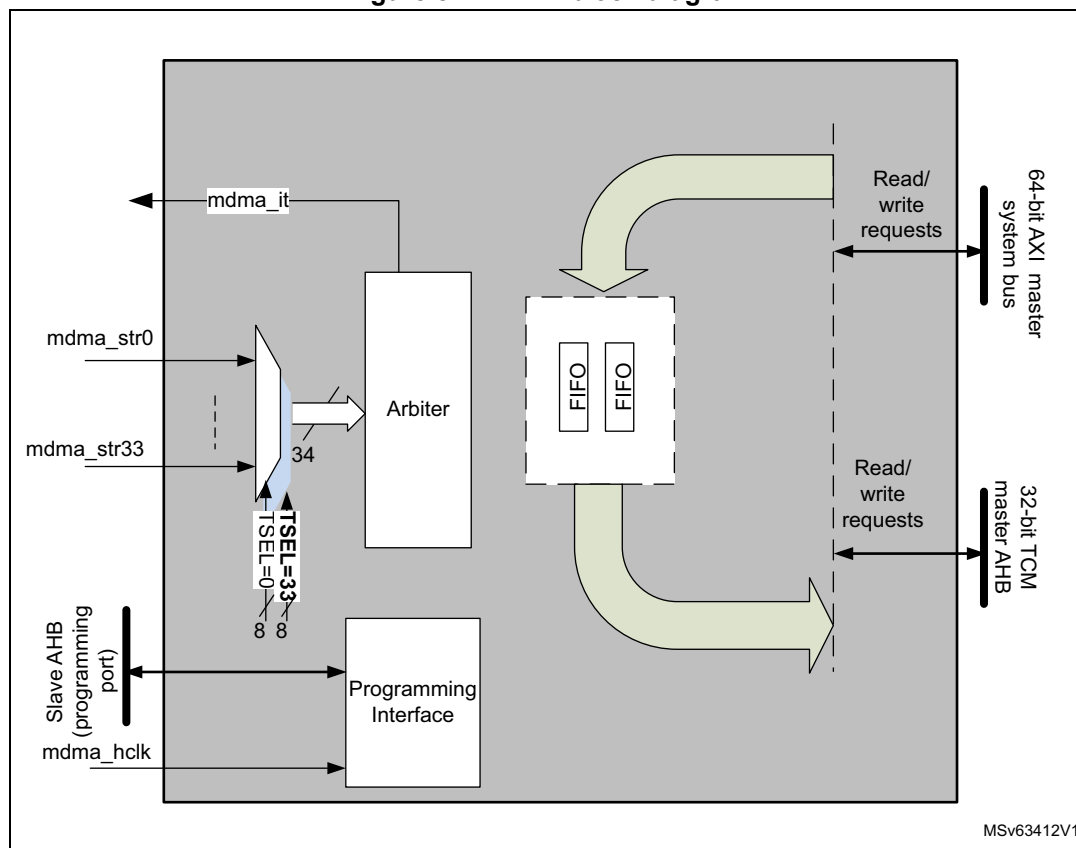 mdma_it
mdma_str0
mdma_str33
34
Arbiter
TSEL=0
TSEL=33
8
8
FIFO
FIFO
Read/
write
requests
64-bit AXI master
system bus
Read/
write
requests
32-bit TCM
master AHB
Slave AHB
(programming
port)
Programming
Interface
mdma_hclk
MSv63412V1